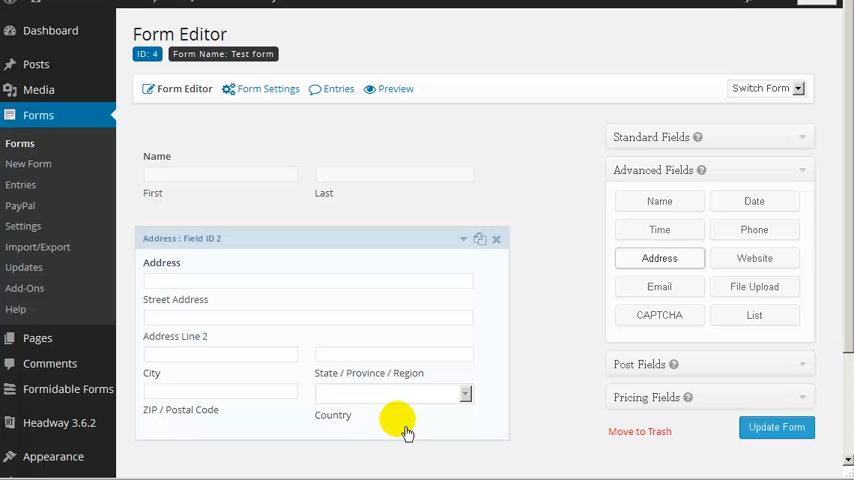 Dashboard
Posts
Media
Forms
Forms
New Form
Entries
PayPal
Settings
Import/Export
Updates
Add-Ons
Help
Pages
Comments
Formidable Forms
Headway 3.6.2
Appearance
Form Editor
ID: 4 Form Name: Test form
Form Editor Form Settings Entries Preview Switch Form
Name
First Last
Address : Field ID 2
Address
Street Address
Address Line 2
City State / Province / Region
ZIP / Postal Code Country
Standard Fields ?
Advanced Fields ?
Name Date
Time Phone
Address Website
Email File Upload
CAPTCHA List
Post Fields ?
Pricing Fields ?
Move to Trash Update Form